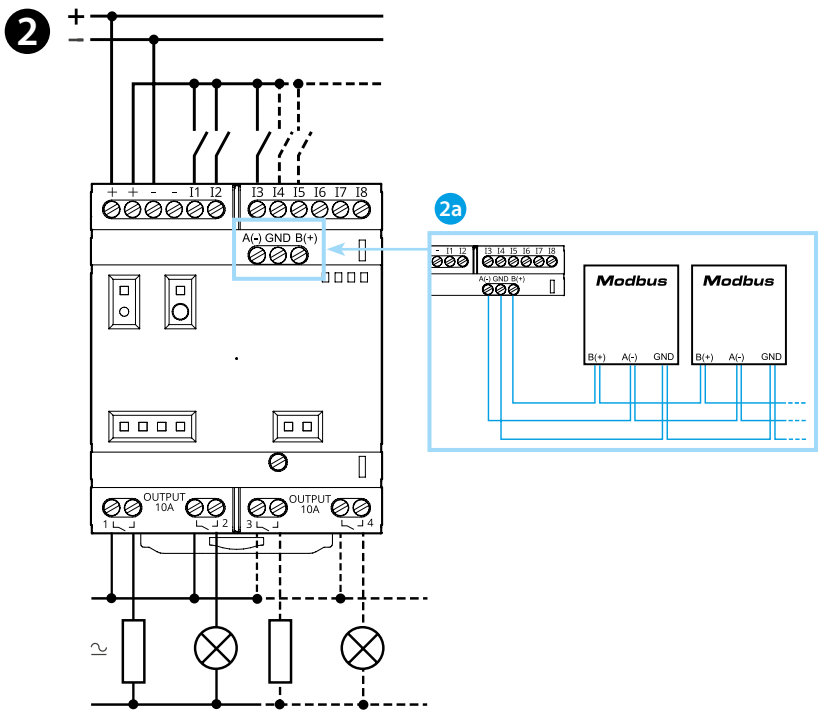 2
+
−
+ + - - I1 I2 I3 I4 I5 I6 I7 I8
A(-) GND B(+)
OUTPUT
10A
OUTPUT
10A
1 2 3 4
≃
2a
- I1 I2 I3 I4 I5 I6 I7 I8
A(-) GND B(+)
Modbus
B(+) A(-) GND
Modbus
B(+) A(-) GND